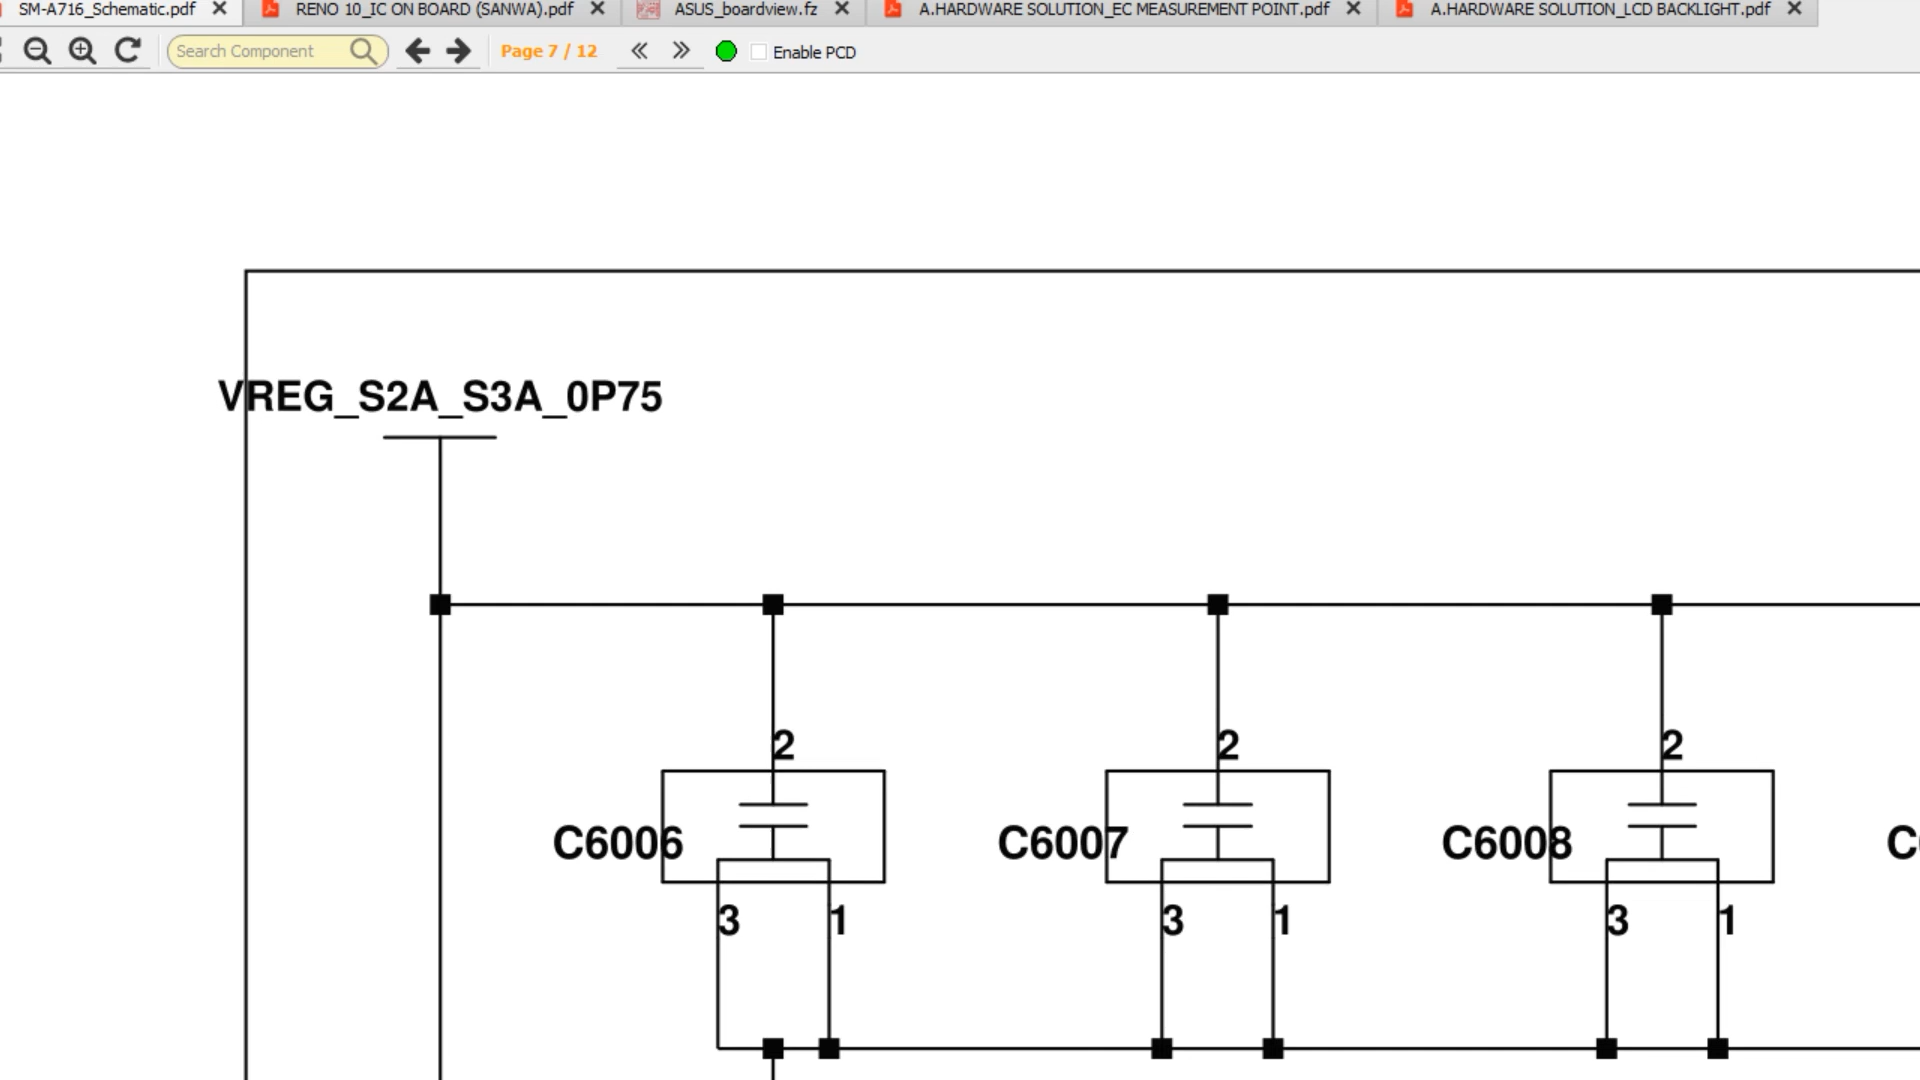 SM-A716_Schematic.pdf RENO 10_IC ON BOARD (SANWA).pdf ASUS_boardview.fz A.HARDWARE SOLUTION_EC MEASUREMENT POINT.pdf A.HARDWARE SOLUTION_LCD BACKLIGHT.pdf
Search Component Page 7 / 12 Enable PCD
VREG_S2A_S3A_0P75
2 2 2
C6006 C6007 C6008
3 1 3 1 3 1